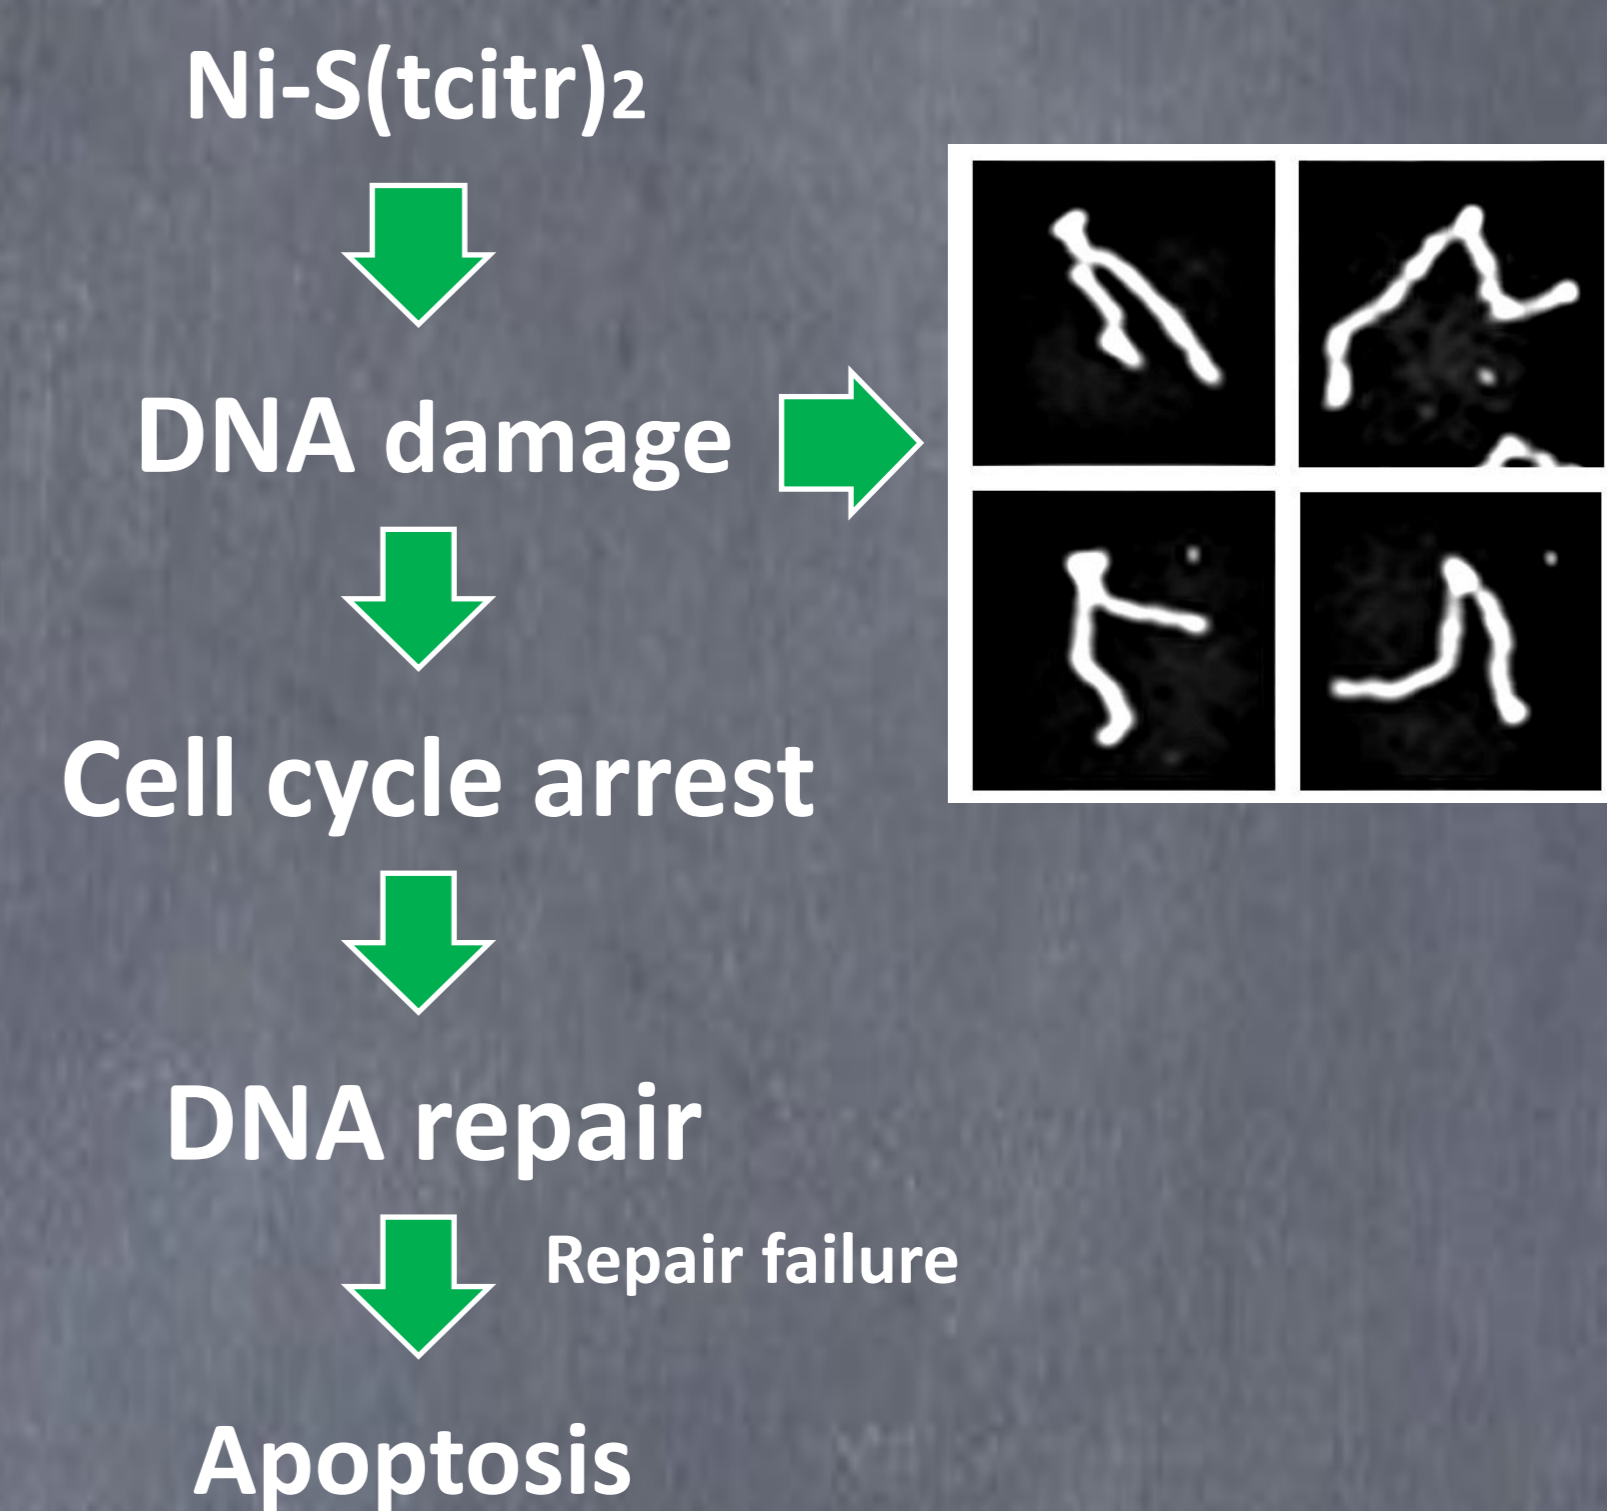 Ni-S(tcitr)2
DNA damage
Cell cycle arrest
DNA repair
Repair failure
Apoptosis